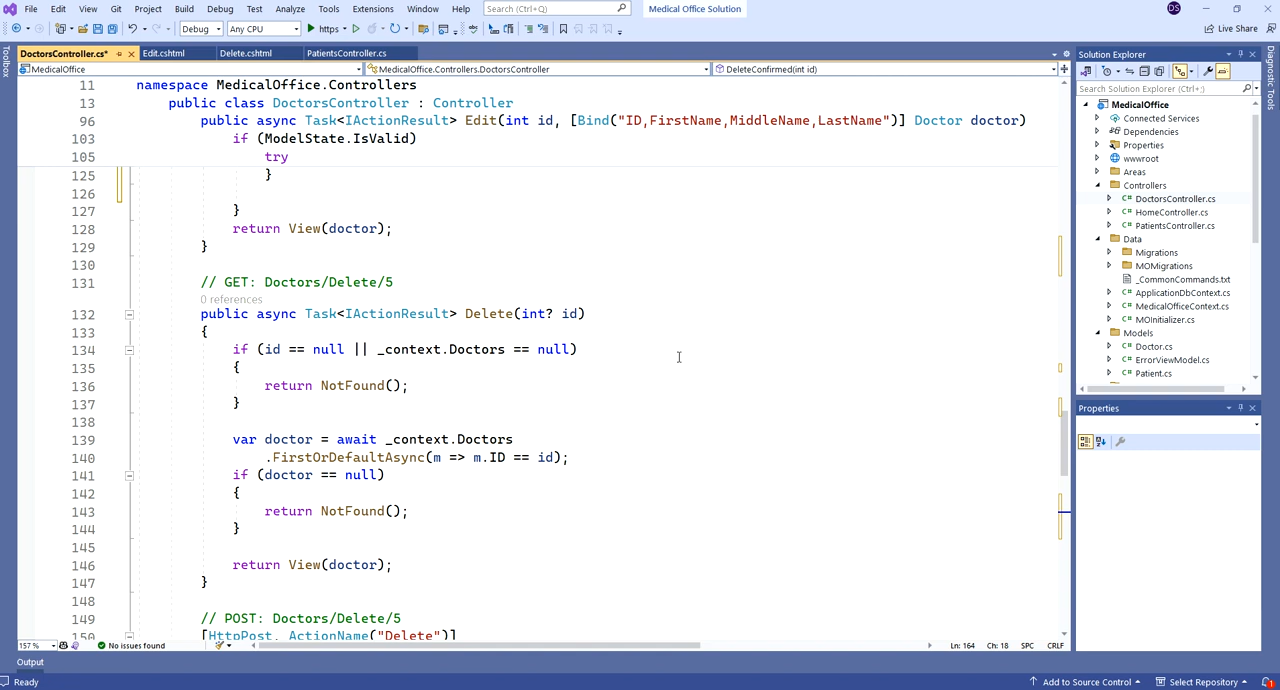 File Edit View Git Project Build Debug Test Analyze Tools Extensions Window Help Search (Ctrl+Q) Medical Office Solution DS
Debug Any CPU https Live Share
DoctorsController.cs* Edit.cshtml Delete.cshtml PatientsController.cs
MedicalOffice MedicalOffice.Controllers.DoctorsController DeleteConfirmed(int id)
Toolbox
11 namespace MedicalOffice.Controllers
13 public class DoctorsController : Controller
96 public async Task<IActionResult> Edit(int id, [Bind("ID,FirstName,MiddleName,LastName")] Doctor doctor)
103 if (ModelState.IsValid)
105 try
125 }
126
127 }
128 return View(doctor);
129 }
130
131 // GET: Doctors/Delete/5
0 references
132 public async Task<IActionResult> Delete(int? id)
133 {
134 if (id == null || _context.Doctors == null)
135 {
136 return NotFound();
137 }
138
139 var doctor = await _context.Doctors
140 .FirstOrDefaultAsync(m => m.ID == id);
141 if (doctor == null)
142 {
143 return NotFound();
144 }
145
146 return View(doctor);
147 }
148
149 // POST: Doctors/Delete/5
150 [HttpPost, ActionName("Delete")]
157 % No issues found Ln: 164 Ch: 18 SPC CRLF
Solution Explorer
Search Solution Explorer (Ctrl+;)
MedicalOffice
Connected Services
Dependencies
Properties
wwwroot
Areas
Controllers
C# DoctorsController.cs
C# HomeController.cs
C# PatientsController.cs
Data
Migrations
MOMigrations
_CommonCommands.txt
C# ApplicationDbContext.cs
C# MedicalOfficeContext.cs
C# MOInitializer.cs
Models
C# Doctor.cs
C# ErrorViewModel.cs
C# Patient.cs
Properties
Diagnostic Tools
Output
Ready Add to Source Control Select Repository 1